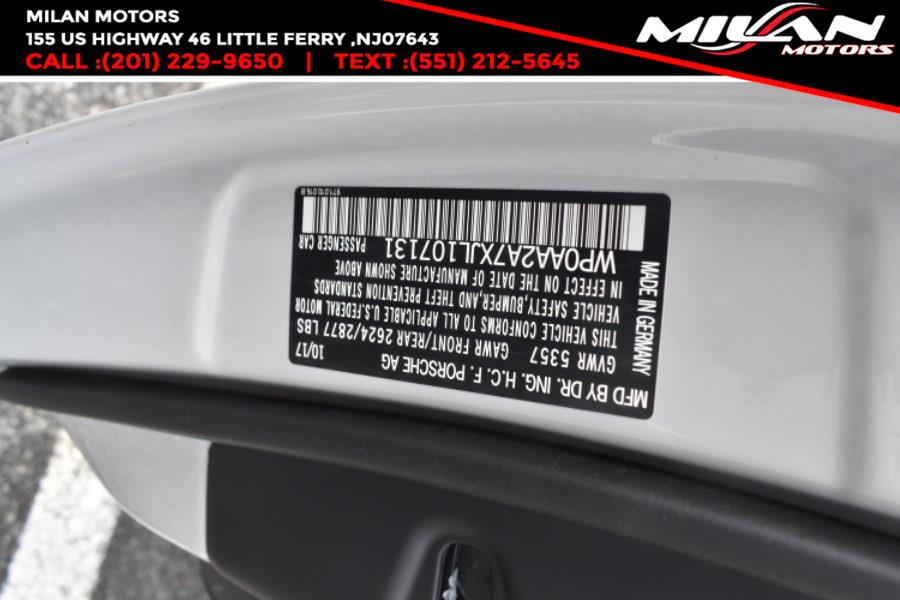 MILAN MOTORS
155 US HIGHWAY 46 LITTLE FERRY ,NJ07643
CALL :(201) 229-9650 | TEXT :(551) 212-5645
MILAN
MOTORS
MFD BY DR. ING. H.C. F. PORSCHE AG 10/17
GVWR 5357 GAWR FRONT/REAR 2624/2877 LBS
THIS VEHICLE CONFORMS TO ALL APPLICABLE U.S.FEDERAL MOTOR
VEHICLE SAFETY,BUMPER,AND THEFT PREVENTION STANDARDS
IN EFFECT ON THE DATE OF MANUFACTURE SHOWN ABOVE
WP0AA2A7XJL107131 PASSENGER CAR
MADE IN GERMANY
971.010.016.B